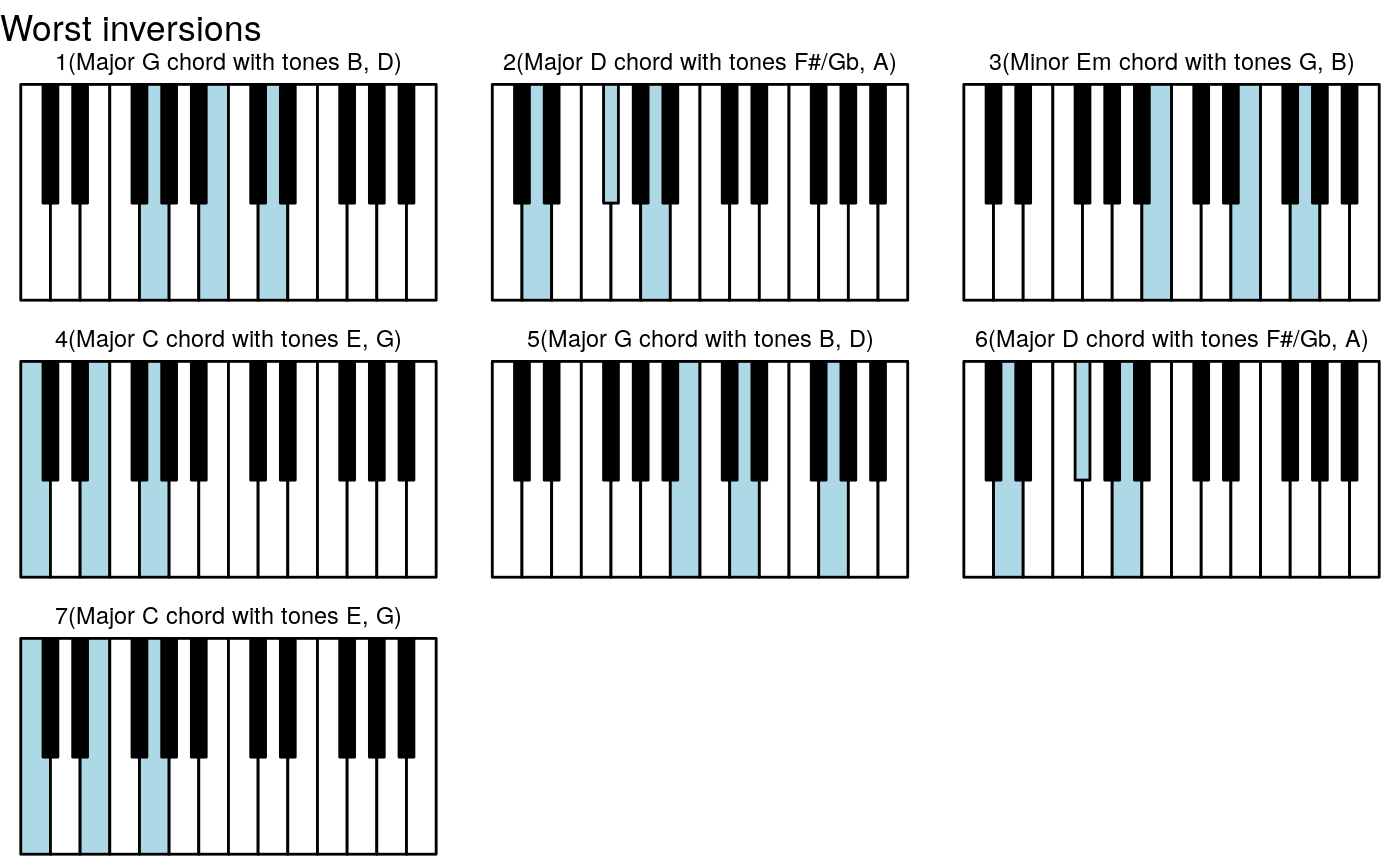 Worst inversions
1(Major G chord with tones B, D)
2(Major D chord with tones F#/Gb, A)
3(Minor Em chord with tones G, B)
4(Major C chord with tones E, G)
5(Major G chord with tones B, D)
6(Major D chord with tones F#/Gb, A)
7(Major C chord with tones E, G)